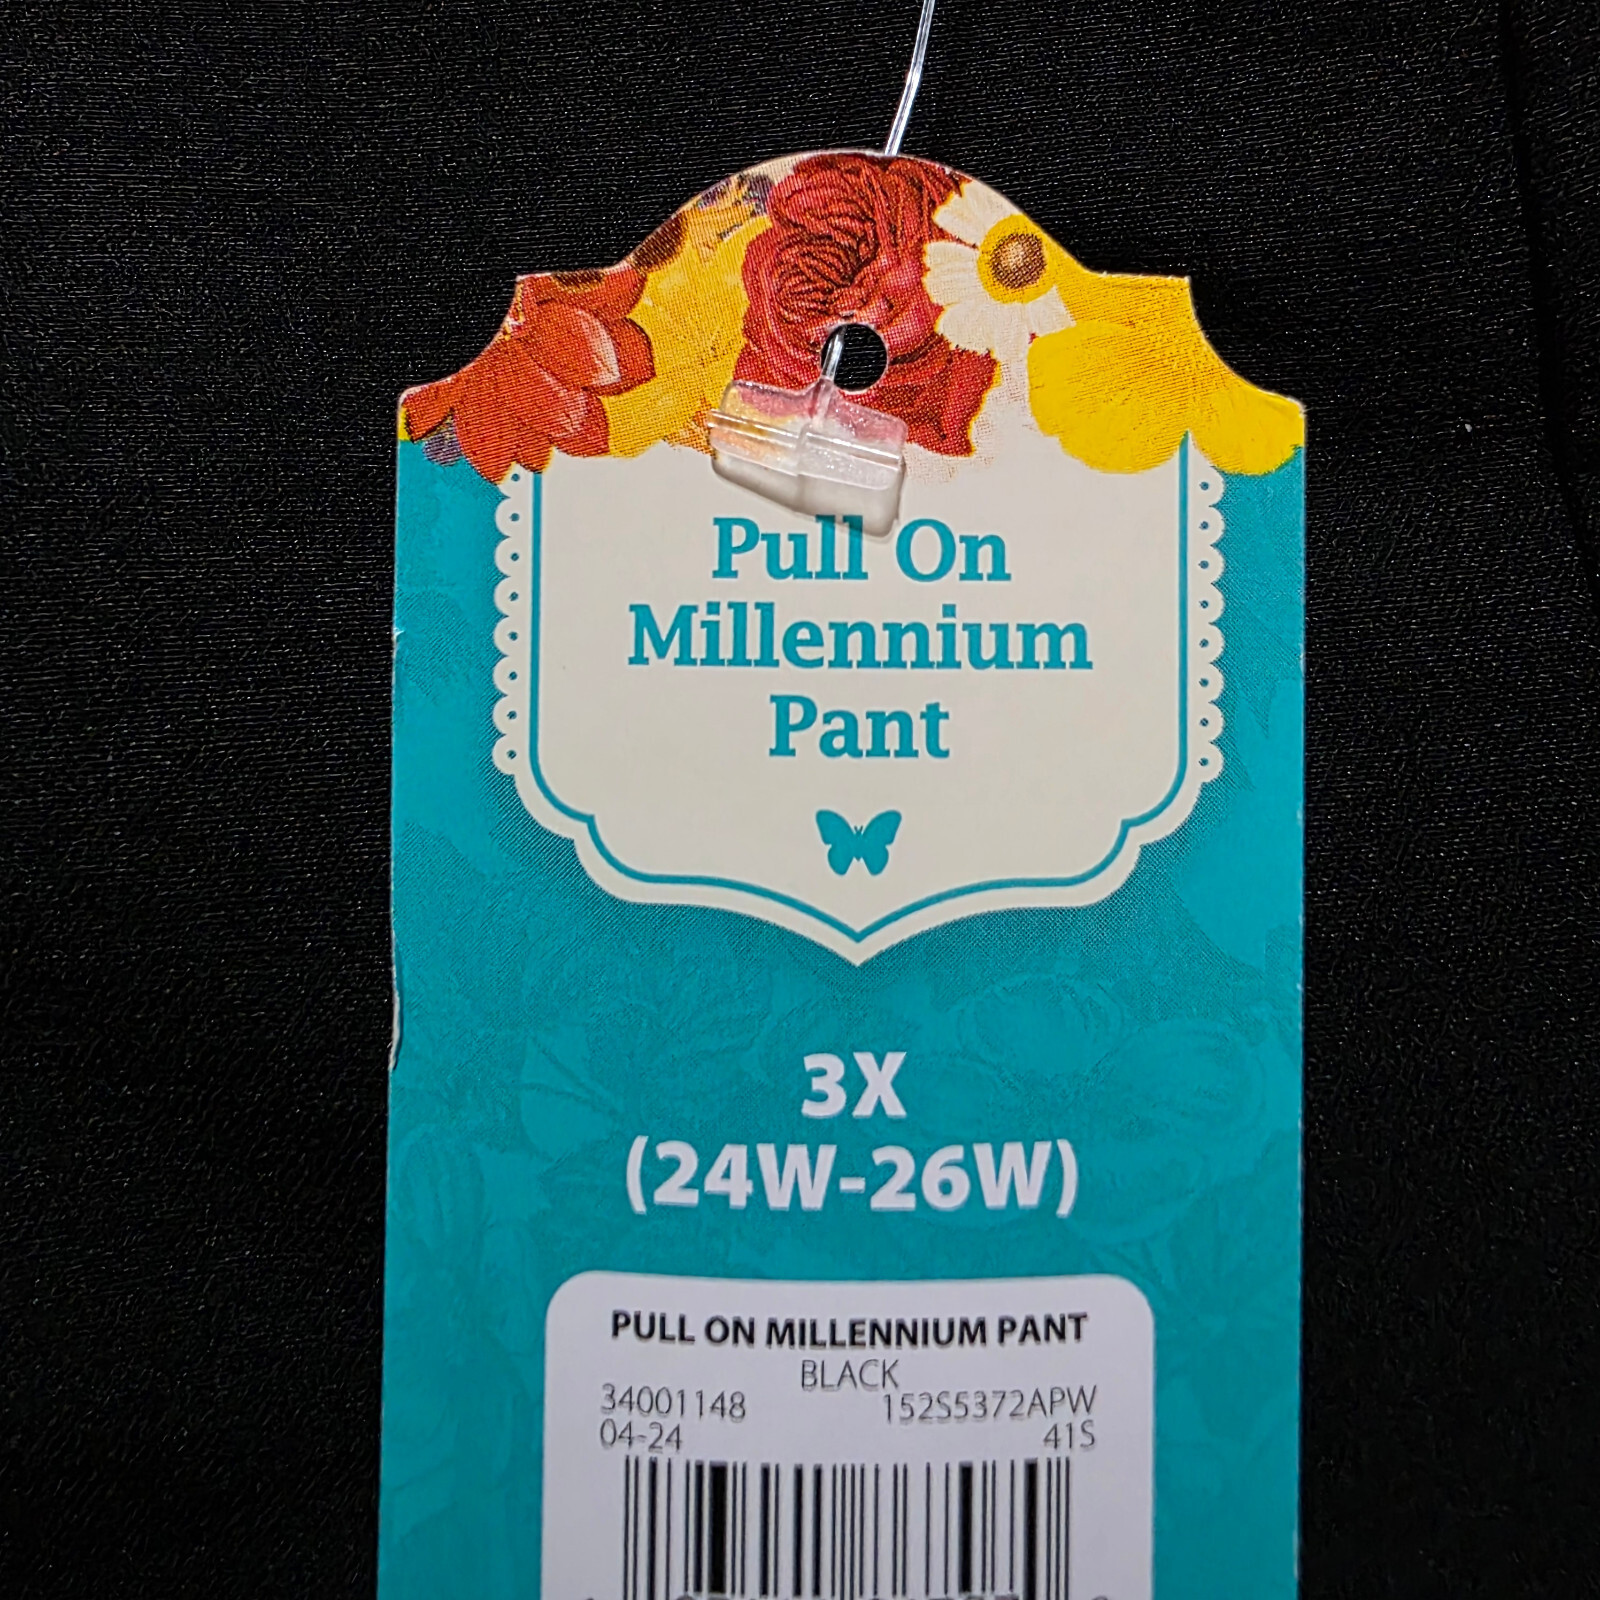 Pull On
Millennium
Pant
3X
(24W-26W)
PULL ON MILLENNIUM PANT
BLACK
34001148 152S5372APW
04-24 41S